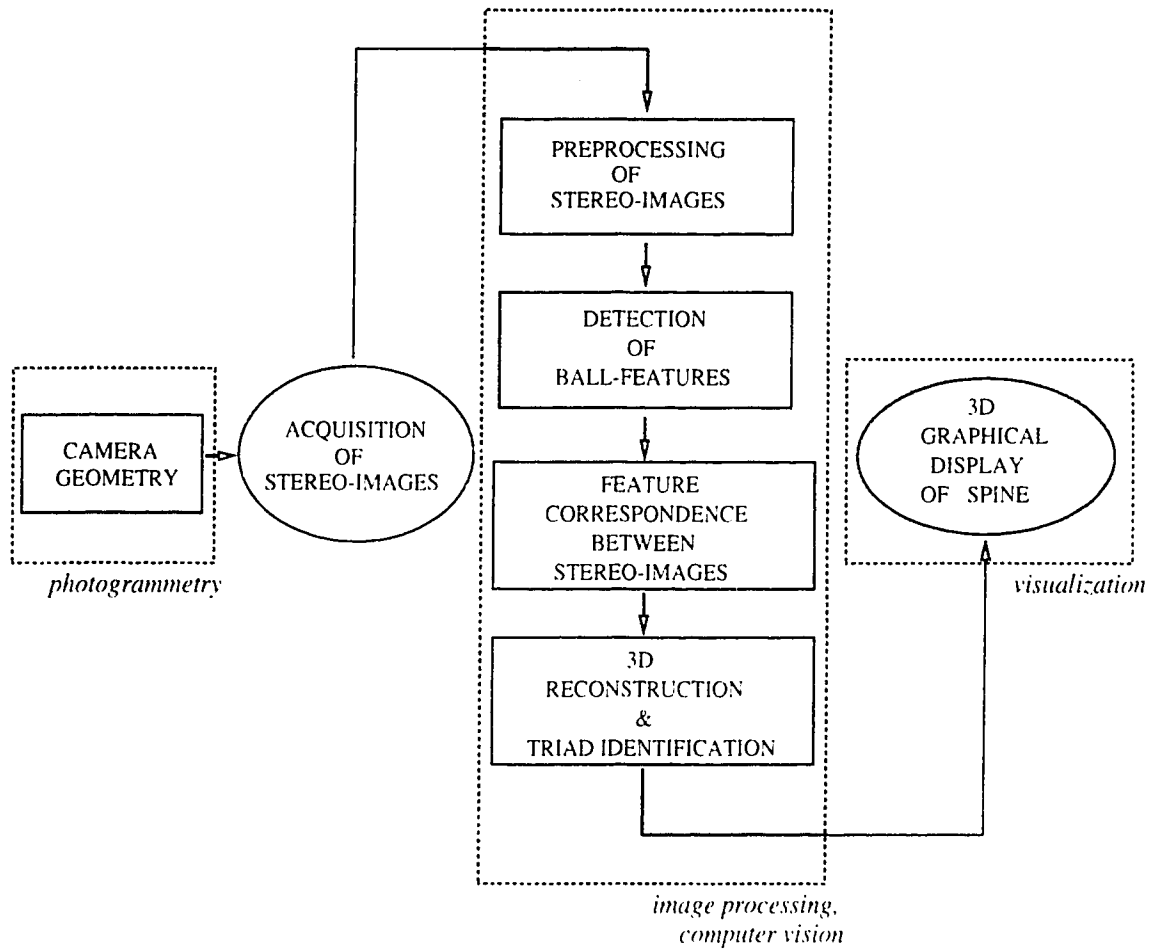 CAMERA
GEOMETRY
photogrammetry
ACQUISITION
OF
STEREO-IMAGES
PREPROCESSING
OF
STEREO-IMAGES
DETECTION
OF
BALL-FEATURES
FEATURE
CORRESPONDENCE
BETWEEN
STEREO-IMAGES
3D
RECONSTRUCTION
&
TRIAD IDENTIFICATION
image processing,
computer vision
3D
GRAPHICAL
DISPLAY
OF SPINE
visualization